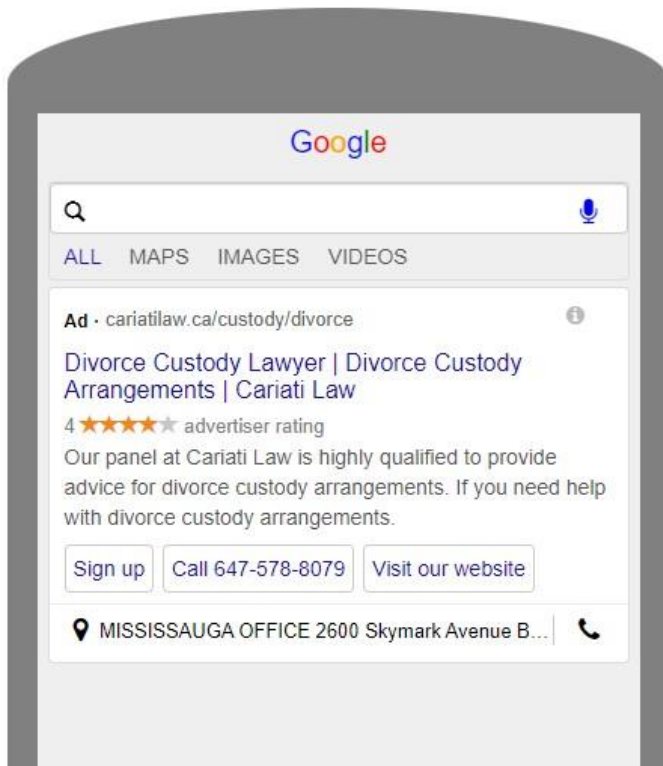 Google
ALL MAPS IMAGES VIDEOS
Ad · cariatilaw.ca/custody/divorce
Divorce Custody Lawyer | Divorce Custody
Arrangements | Cariati Law
4 ★★★★★ advertiser rating
Our panel at Cariati Law is highly qualified to provide
advice for divorce custody arrangements. If you need help
with divorce custody arrangements.
Sign up Call 647-578-8079 Visit our website
MISSISSAUGA OFFICE 2600 Skymark Avenue B...